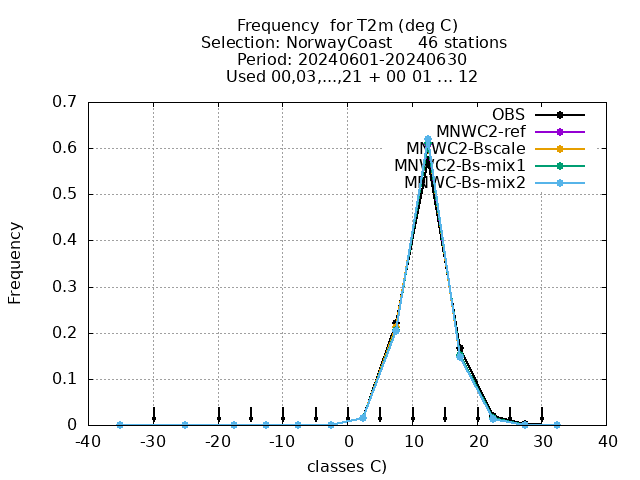 Frequency  for T2m (deg C)
Selection: NorwayCoast     46 stations
Period: 20240601-20240630
Used 00,03,...,21 + 00 01 ... 12
0.7
0.6
0.5
0.4
0.3
0.2
0.1
0
Frequency
OBS
MNWC2-ref
MNWC2-Bscale
MNWC2-Bs-mix1
MNWC-Bs-mix2
-40 -30 -20 -10 0 10 20 30 40
classes C)